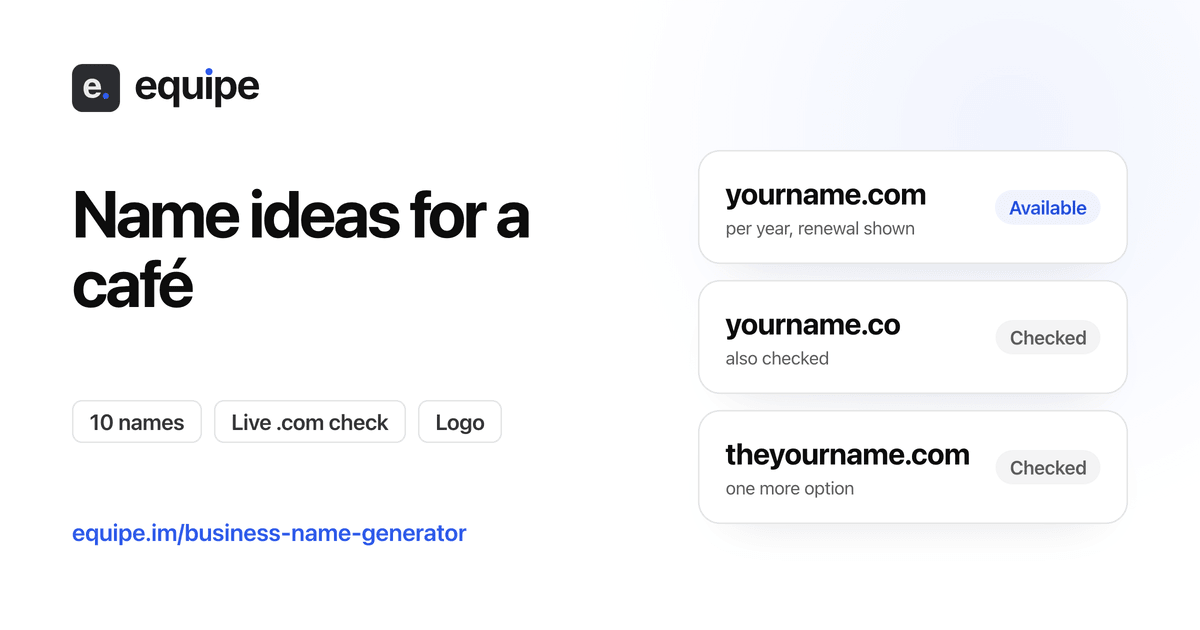 e.
equipe
Name ideas for a
café
10 names
Live .com check
Logo
equipe.im/business-name-generator
yourname.com
per year, renewal shown
Available
yourname.co
also checked
Checked
theyourname.com
one more option
Checked